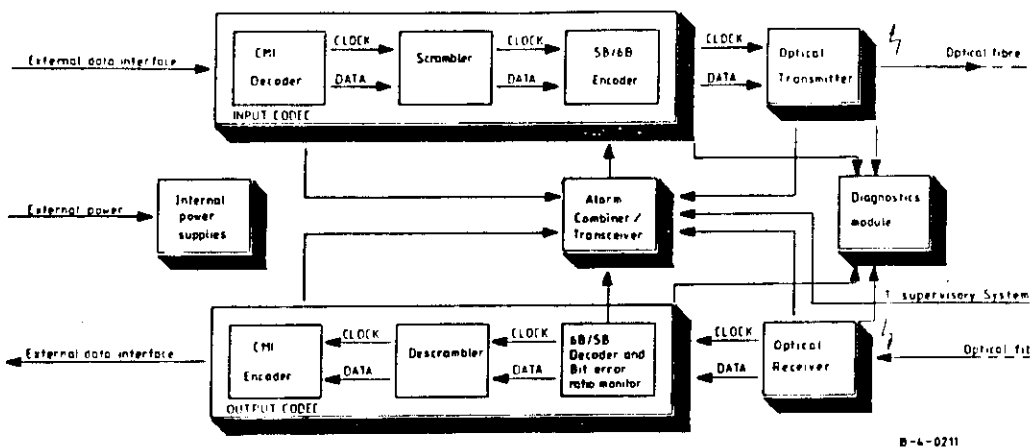 External data interface
CMI
Decoder
CLOCK
DATA
Scrambler
CLOCK
DATA
5B/6B
Encoder
INPUT CODEC
CLOCK
DATA
Optical
Transmitter
Optical fibre
External power
Internal
power
supplies
Alarm
Combiner /
Transceiver
Diagnostics
module
supervisory System
External data interface
CMI
Encoder
CLOCK
DATA
Descrambler
CLOCK
DATA
6B/5B
Decoder and
Bit error
ratio monitor
OUTPUT CODEC
CLOCK
DATA
Optical
Receiver
Optical fib
B-4-0211